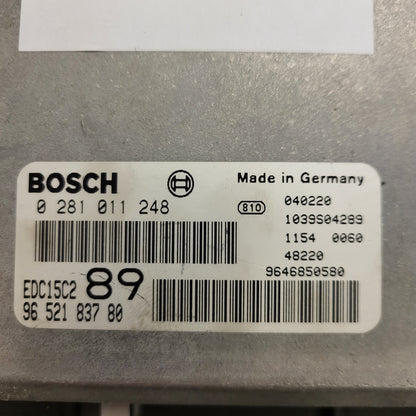 BOSCH
Made in Germany
0 281 011 248
810
040220
1039S04289
1154 0060
48220
9646850580
EDC15C2 89
96 521 837 80